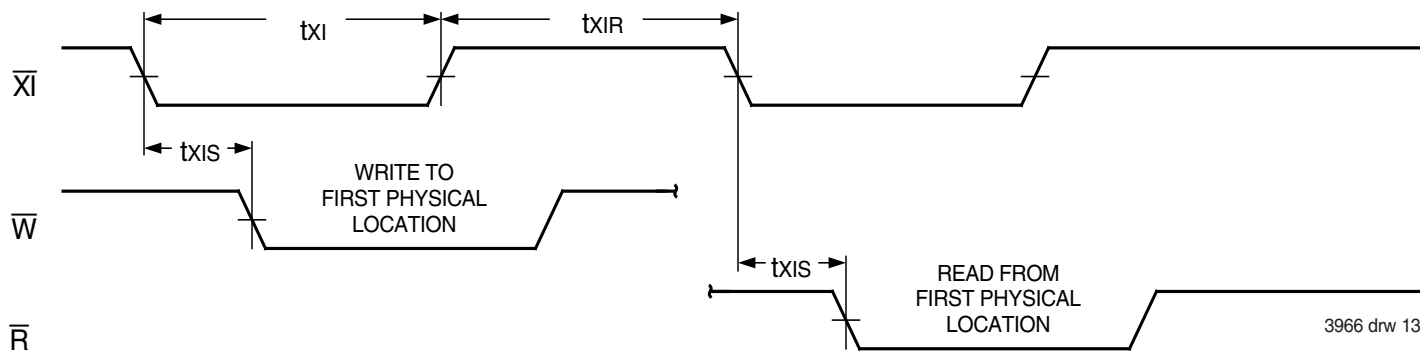 tXI
tXIR
XI
tXIS
WRITE TO
FIRST PHYSICAL
LOCATION
W
tXIS
READ FROM
FIRST PHYSICAL
LOCATION
R
3966 drw 13